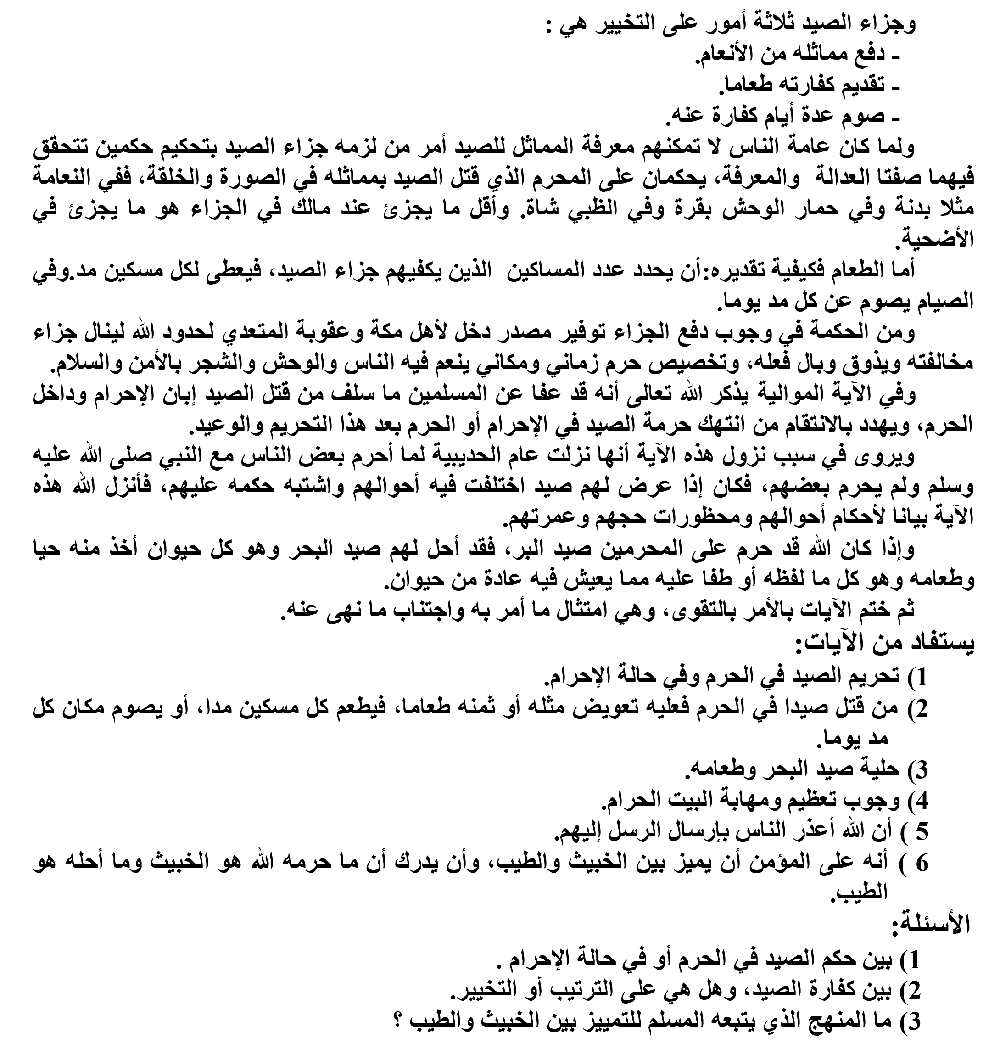 وجزاء الصيد ثلاثة أمور على التخيير هي :
- دفع مماثله من الأنعام.
- تقديم كفارته طعاما.
- صوم عدة أيام كفارة عنه.
ولما كان عامة الناس لا تمكنهم معرفة المماثل للصيد أمر من لزمه جزاء الصيد بتحكيم حكمين تتحقق
فيهما صفتا العدالة والمعرفة، يحكمان على المحرم الذي قتل الصيد بمماثله في الصورة والخلقة، ففي النعامة
مثلا بدنة وفي حمار الوحش بقرة وفي الظبي شاة. وأقل ما يجزئ عند مالك في الجزاء هو ما يجزئ في
الأضحية.
أما الطعام فكيفية تقديره:أن يحدد عدد المساكين الذين يكفيهم جزاء الصيد، فيعطى لكل مسكين مد.وفي
الصيام يصوم عن كل مد يوما.
ومن الحكمة في وجوب دفع الجزاء توفير مصدر دخل لأهل مكة وعقوبة المتعدي لحدود الله لينال جزاء
مخالفته ويذوق وبال فعله، وتخصيص حرم زماني ومكاني ينعم فيه الناس والوحش والشجر بالأمن والسلام.
وفي الآية الموالية يذكر الله تعالى أنه قد عفا عن المسلمين ما سلف من قتل الصيد إبان الإحرام وداخل
الحرم، ويهدد بالانتقام من انتهك حرمة الصيد في الإحرام أو الحرم بعد هذا التحريم والوعيد.
ويروى في سبب نزول هذه الآية أنها نزلت عام الحديبية لما أحرم بعض الناس مع النبي صلى الله عليه
وسلم ولم يحرم بعضهم، فكان إذا عرض لهم صيد اختلفت فيه أحوالهم واشتبه حكمه عليهم، فأنزل الله هذه
الآية بيانا لأحكام أحوالهم ومحظورات حجهم وعمرتهم.
وإذا كان الله قد حرم على المحرمين صيد البر، فقد أحل لهم صيد البحر وهو كل حيوان أخذ منه حيا
وطعامه وهو كل ما لفظه أو طفا عليه مما يعيش فيه عادة من حيوان.
ثم ختم الآيات بالأمر بالتقوى، وهي امتثال ما أمر به واجتناب ما نهى عنه.
يستفاد من الآيات:
1) تحريم الصيد في الحرم وفي حالة الإحرام.
2) من قتل صيدا في الحرم فعليه تعويض مثله أو ثمنه طعاما، فيطعم كل مسكين مدا، أو يصوم مكان كل
مد يوما.
3) حلية صيد البحر وطعامه.
4) وجوب تعظيم ومهابة البيت الحرام.
5 ) أن الله أعذر الناس بإرسال الرسل إليهم.
6 ) أنه على المؤمن أن يميز بين الخبيث والطيب، وأن يدرك أن ما حرمه الله هو الخبيث وما أحله هو
الطيب.
الأسئلة:
1) بين حكم الصيد في الحرم أو في حالة الإحرام .
2) بين كفارة الصيد، وهل هي على الترتيب أو التخيير.
3) ما المنهج الذي يتبعه المسلم للتمييز بين الخبيث والطيب ؟